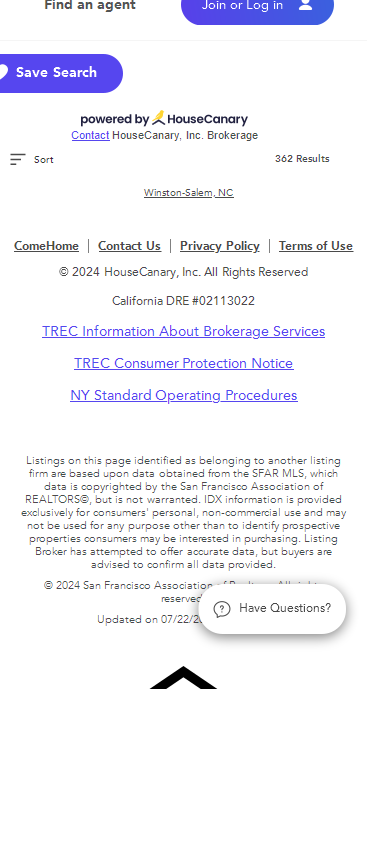 Find an agent
Join or Log in
Save Search
powered by HouseCanary
Contact HouseCanary, Inc. Brokerage
Sort
362 Results
Winston-Salem, NC
ComeHome | Contact Us | Privacy Policy | Terms of Use
© 2024 HouseCanary, Inc. All Rights Reserved
California DRE #02113022
TREC Information About Brokerage Services
TREC Consumer Protection Notice
NY Standard Operating Procedures
Listings on this page identified as belonging to another listing
firm are based upon data obtained from the SFAR MLS, which
data is copyrighted by the San Francisco Association of
REALTORS®, but is not warranted. IDX information is provided
exclusively for consumers' personal, non-commercial use and may
not be used for any purpose other than to identify prospective
properties consumers may be interested in purchasing. Listing
Broker has attempted to offer accurate data, but buyers are
advised to confirm all data provided.
© 2024 San Francisco Association of Realtors. All rights
reserved
Updated on 07/22/20
Have Questions?